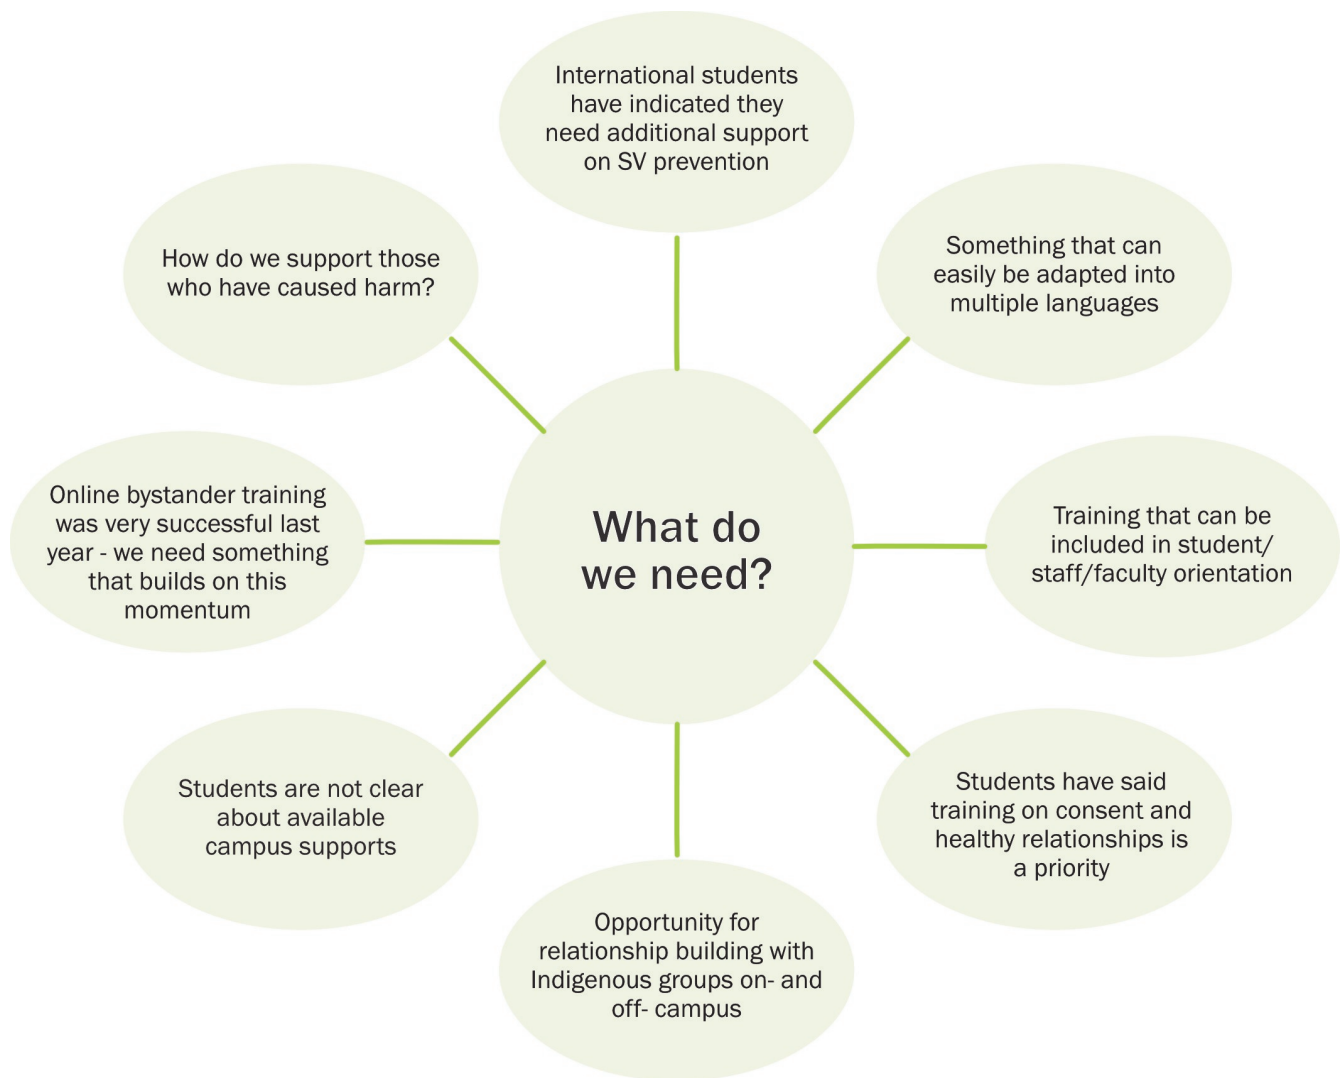 International students
have indicated they
need additional support
on SV prevention
How do we support those
who have caused harm?
Something that can
easily be adapted into
multiple languages
Online bystander training
was very successful last
year - we need something
that builds on this
momentum
What do
we need?
Training that can be
included in student/
staff/faculty orientation
Students are not clear
about available
campus supports
Students have said
training on consent and
healthy relationships is
a priority
Opportunity for
relationship building with
Indigenous groups on- and
off- campus